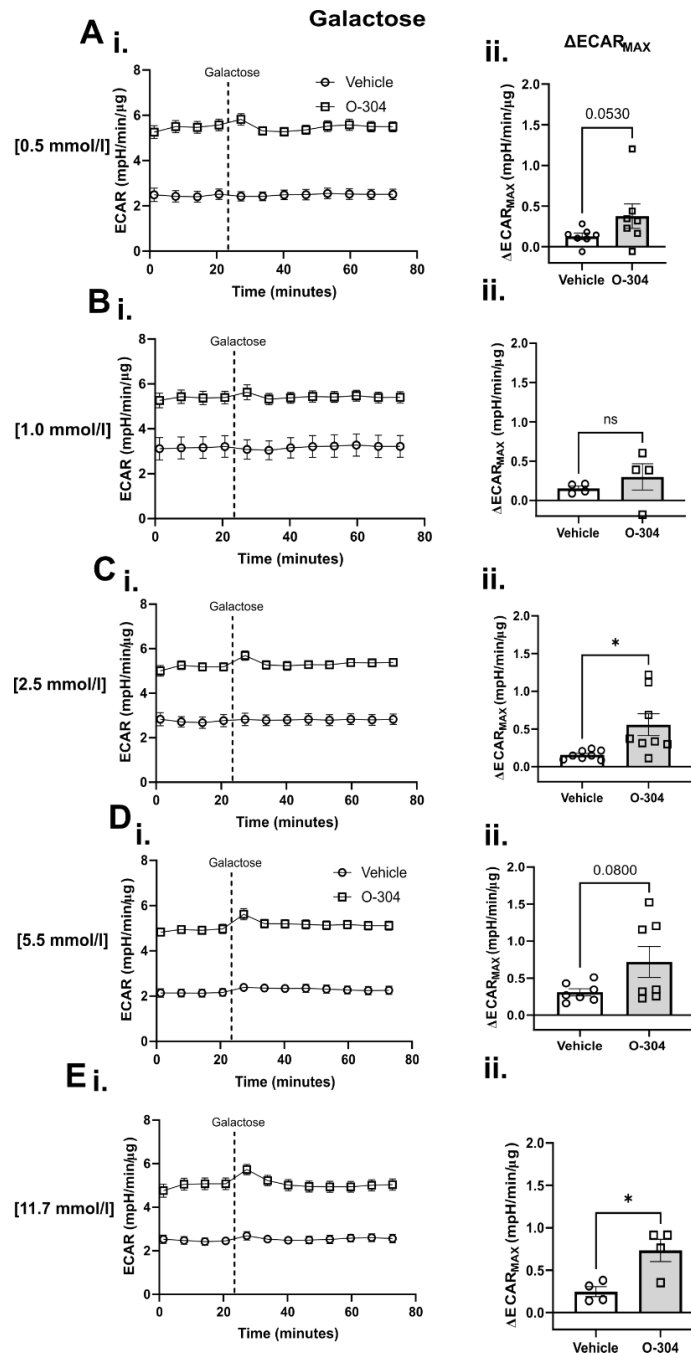 Galactose
A i.
Galactose
Vehicle
O-304
[0.5 mmol/l]
ECAR (mpH/min/µg)
8
6
4
2
0
0 20 40 60 80
Time (minutes)
ii.
ΔECARMAX
ΔECARMAX (mpH/min/µg)
2.0
1.5
1.0
0.5
0.0
0.0530
Vehicle O-304
B i.
Galactose
[1.0 mmol/l]
ECAR (mpH/min/µg)
8
6
4
2
0
0 20 40 60 80
Time (minutes)
ii.
ΔECARMAX (mpH/min/µg)
2.0
1.5
1.0
0.5
0.0
ns
Vehicle O-304
C i.
Galactose
[2.5 mmol/l]
ECAR (mpH/min/µg)
8
6
4
2
0
0 20 40 60 80
Time (minutes)
ii.
ΔECARMAX (mpH/min/µg)
2.0
1.5
1.0
0.5
0.0
*
Vehicle O-304
D i.
Galactose
Vehicle
O-304
[5.5 mmol/l]
ECAR (mpH/min/µg)
8
6
4
2
0
0 20 40 60 80
Time (minutes)
ii.
ΔECARMAX (mpH/min/µg)
2.0
1.5
1.0
0.5
0.0
0.0800
Vehicle O-304
E i.
Galactose
[11.7 mmol/l]
ECAR (mpH/min/µg)
8
6
4
2
0
0 20 40 60 80
Time (minutes)
ii.
ΔECARMAX (mpH/min/µg)
2.0
1.5
1.0
0.5
0.0
*
Vehicle O-304